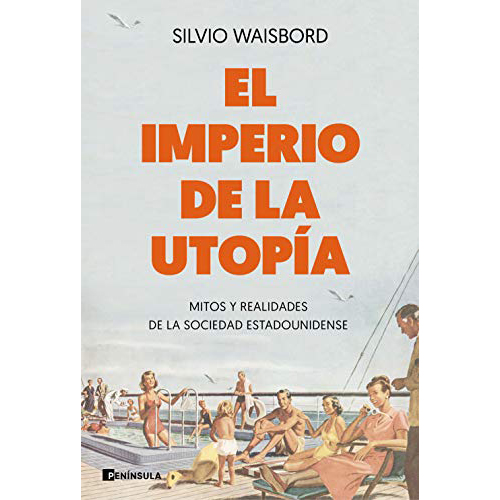 SILVIO WAISBORD
EL
IMPERIO
DE LA
UTOPÍA
MITOS Y REALIDADES
DE LA SOCIEDAD ESTADOUNIDENSE
PENÍNSULA